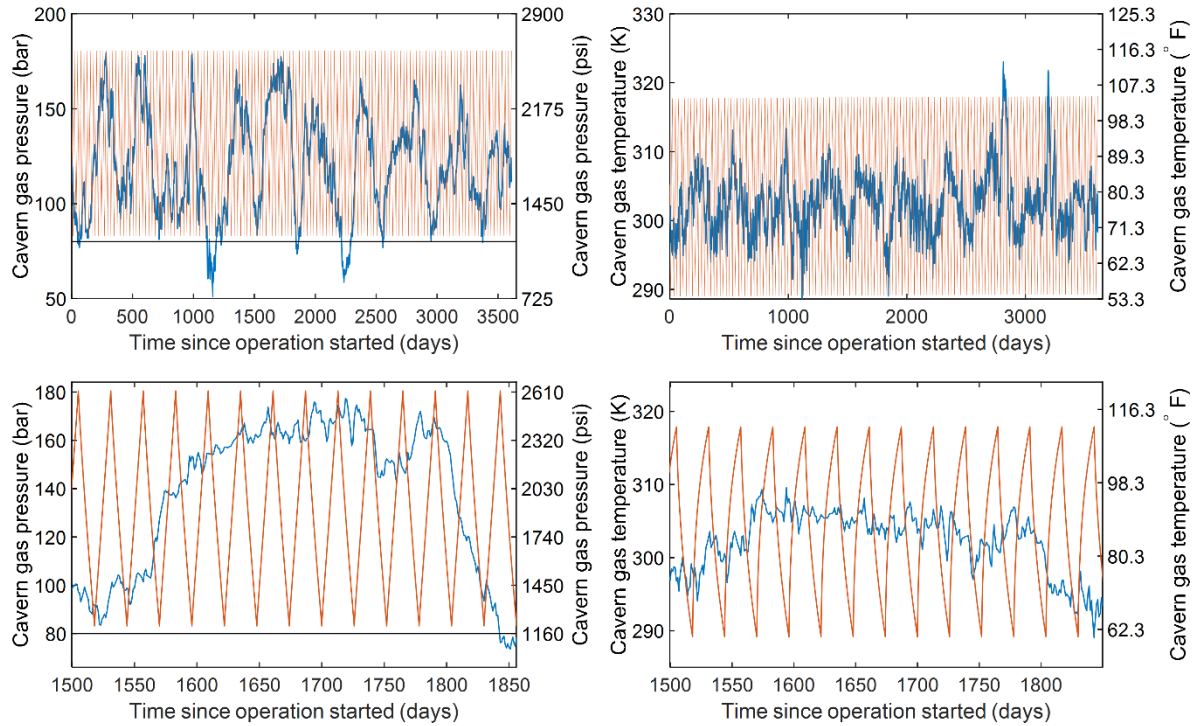 200
150
100
50
Cavern gas pressure (bar)
2900
2175
1450
725
Cavern gas pressure (psi)
0 500 1000 1500 2000 2500 3000 3500
Time since operation started (days)
330
320
310
300
290
Cavern gas temperature (K)
125.3
116.3
107.3
98.3
89.3
80.3
71.3
62.3
53.3
Cavern gas temperature (° F)
0 1000 2000 3000
Time since operation started (days)
180
160
140
120
100
80
Cavern gas pressure (bar)
2610
2320
2030
1740
1450
1160
Cavern gas pressure (psi)
1500 1550 1600 1650 1700 1750 1800 1850
Time since operation started (days)
320
310
300
290
Cavern gas temperature (K)
116.3
98.3
80.3
62.3
Cavern gas temperature (° F)
1500 1550 1600 1650 1700 1750 1800
Time since operation started (days)